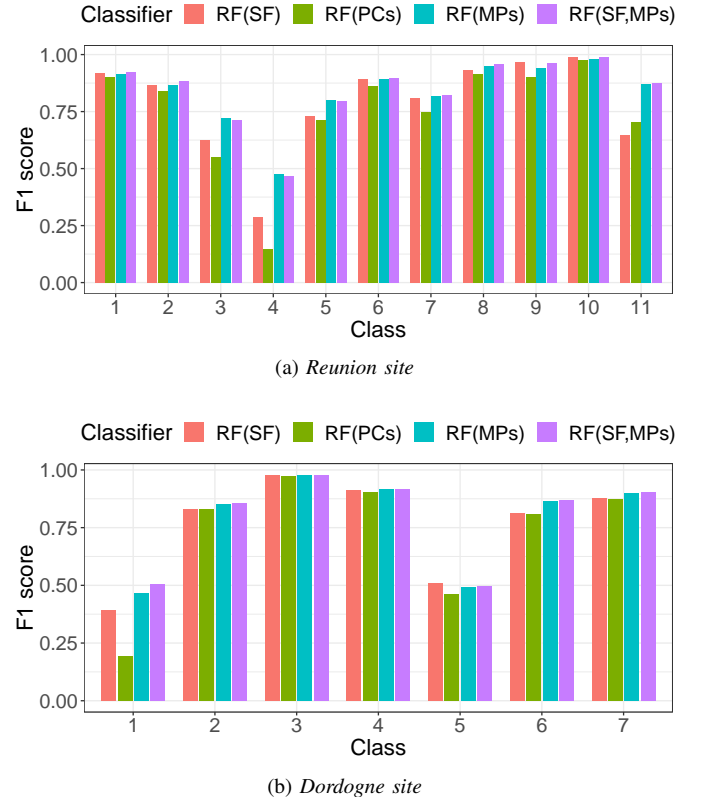 Classifier RF(SF) RF(PCs) RF(MPs) RF(SF,MPs)
1.00
0.75
0.50
0.25
0.00
F1 score
1 2 3 4 5 6 7 8 9 10 11
Class
(a) Reunion site
Classifier RF(SF) RF(PCs) RF(MPs) RF(SF,MPs)
1.00
0.75
0.50
0.25
0.00
F1 score
1 2 3 4 5 6 7
Class
(b) Dordogne site